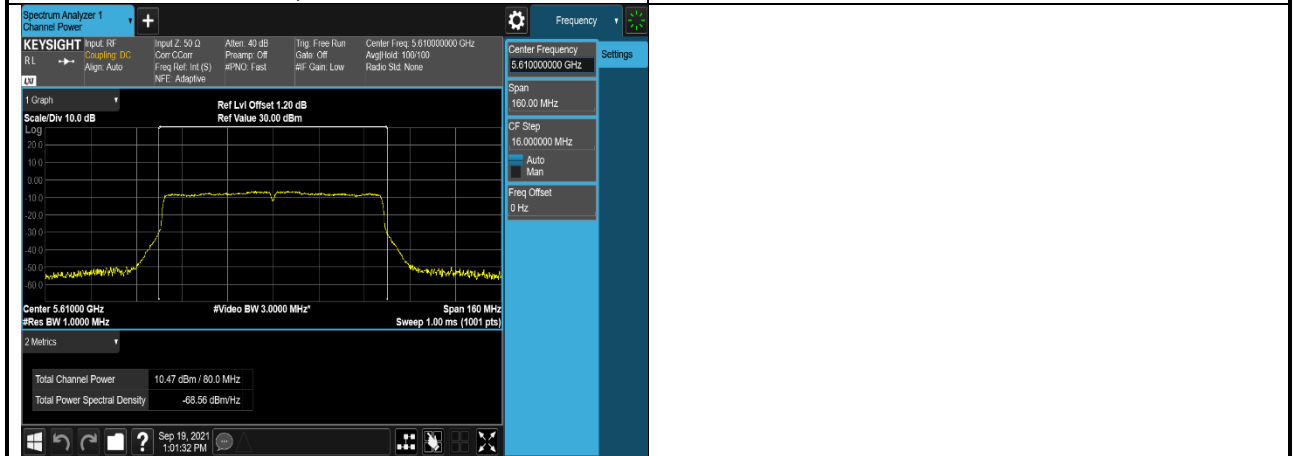 Spectrum Analyzer 1
Channel Power
+
Frequency
KEYSIGHT
Input: RF
Coupling: DC
Align: Auto
RL
LXI
Input Z: 50 Ω
Corr CCorr
Freq Ref: Int (S)
NFE: Adaptive
Atten: 40 dB
Preamp: Off
#PNO: Fast
Trig: Free Run
Gate: Off
#IF Gain: Low
Center Freq: 5.610000000 GHz
Avg|Hold: 100/100
Radio Std: None
Center Frequency
5.610000000 GHz
Settings
Span
160.00 MHz
CF Step
16.000000 MHz
Auto
Man
Freq Offset
0 Hz
1 Graph
Scale/Div 10.0 dB
Ref Lvl Offset 1.20 dB
Ref Value 30.00 dBm
Log
20.0
10.0
0.00
-10.0
-20.0
-30.0
-40.0
-50.0
-60.0
Center 5.61000 GHz
#Video BW 3.0000 MHz*
Span 160 MHz
#Res BW 1.0000 MHz
Sweep 1.00 ms (1001 pts)
2 Metrics
Total Channel Power
10.47 dBm / 80.0 MHz
Total Power Spectral Density
-68.56 dBm/Hz
?
Sep 19, 2021
1:01:32 PM